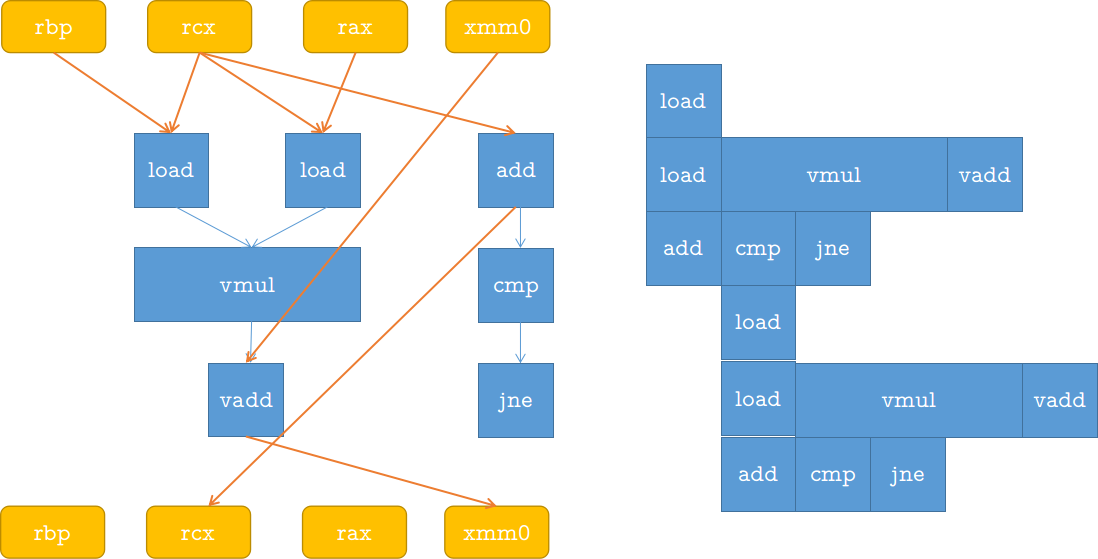 rbp rcx rax xmm0
load load add
vmul cmp
vadd jne
rbp rcx rax xmm0
load
load vmul vadd
add cmp jne
load
load vmul vadd
add cmp jne